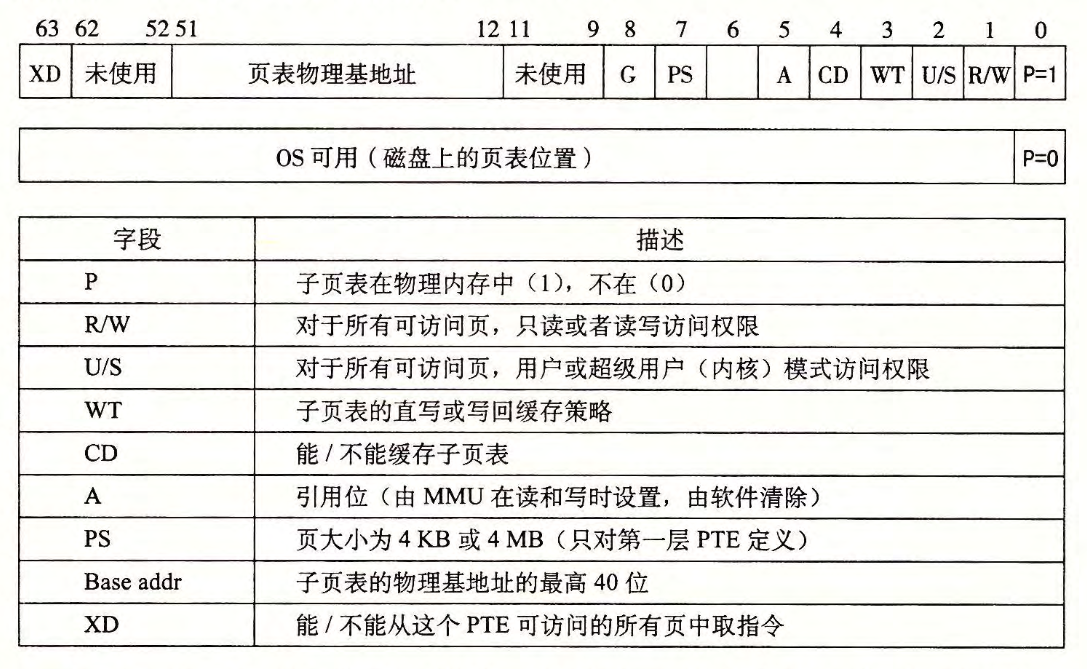 63 62 52 51 12 11 9 8 7 6 5 4 3 2 1 0
XD 未使用 页表物理基地址 未使用 G PS A CD WT U/S R/W P=1
OS 可用（磁盘上的页表位置） P=0
字段 描述
P 子页表在物理内存中（1），不在（0）
R/W 对于所有可访问页，只读或者读写访问权限
U/S 对于所有可访问页，用户或超级用户（内核）模式访问权限
WT 子页表的直写或写回缓存策略
CD 能 / 不能缓存子页表
A 引用位（由 MMU 在读和写时设置，由软件清除）
PS 页大小为 4 KB 或 4 MB（只对第一层 PTE 定义）
Base addr 子页表的物理基地址的最高 40 位
XD 能 / 不能从这个 PTE 可访问的所有页中取指令